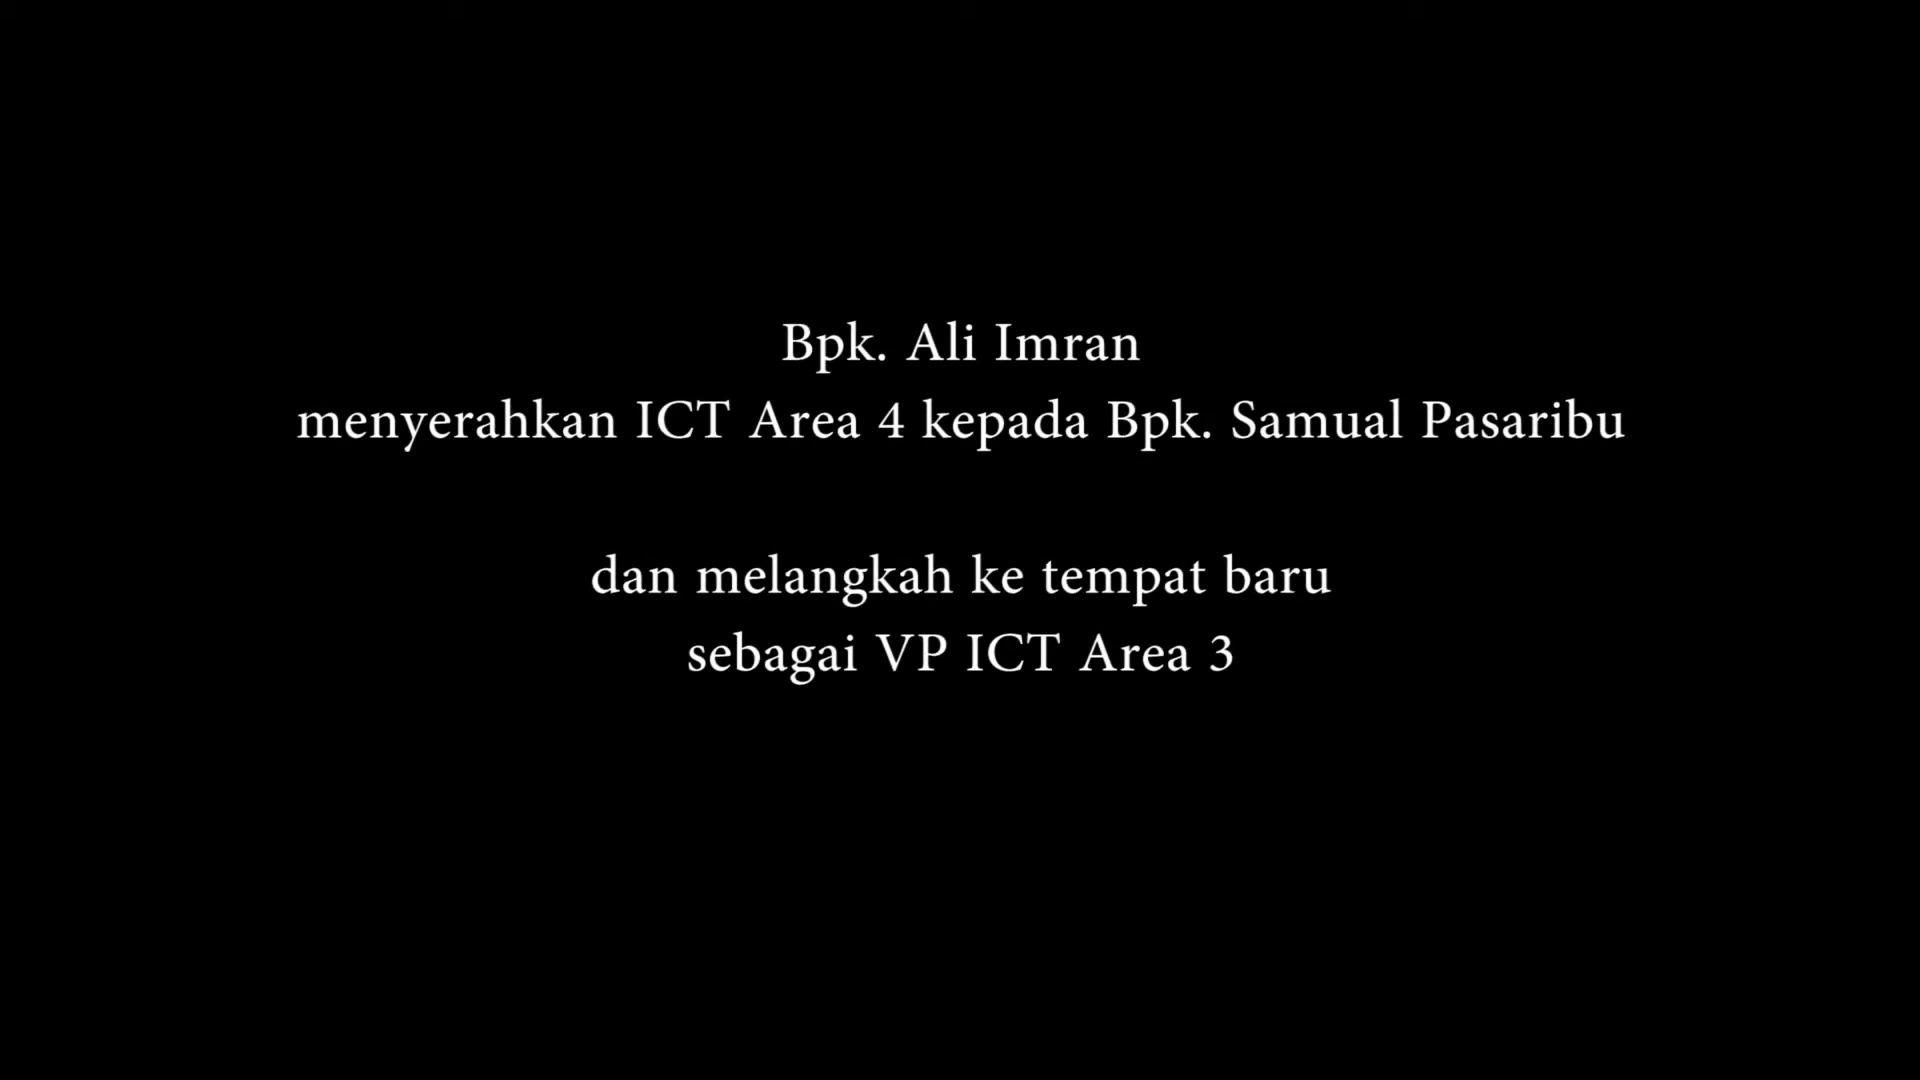 Bpk. Ali Imran
menyerahkan ICT Area 4 kepada Bpk. Samual Pasaribu
dan melangkah ke tempat baru
sebagai VP ICT Area 3